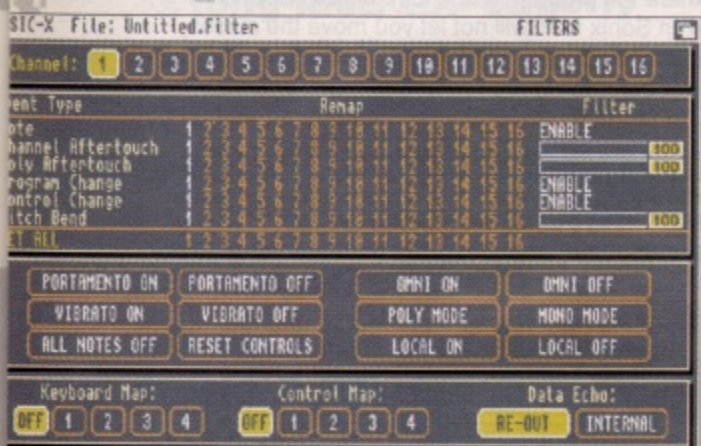 SIC-X File: Untitled.Filter FILTERS
Channel: 1 2 3 4 5 6 7 8 9 10 11 12 13 14 15 16
vent Type Remap Filter
ote 1 2 3 4 5 6 7 8 9 10 11 12 13 14 15 16 ENABLE
hannel Aftertouch 1 2 3 4 5 6 7 8 9 10 11 12 13 14 15 16 100
oly Aftertouch 1 2 3 4 5 6 7 8 9 10 11 12 13 14 15 16 100
rogram Change 1 2 3 4 5 6 7 8 9 10 11 12 13 14 15 16 ENABLE
ontrol Change 1 2 3 4 5 6 7 8 9 10 11 12 13 14 15 16 ENABLE
itch Bend 1 2 3 4 5 6 7 8 9 10 11 12 13 14 15 16 100
ET ALL 1 2 3 4 5 6 7 8 9 10 11 12 13 14 15 16
PORTAMENTO ON PORTAMENTO OFF OMNI ON OMNI OFF
VIBRATO ON VIBRATO OFF POLY MODE MONO MODE
ALL NOTES OFF RESET CONTROLS LOCAL ON LOCAL OFF
Keyboard Map: Control Map: Data Echo:
OFF 1 2 3 4 OFF 1 2 3 4 RE-OUT INTERNAL